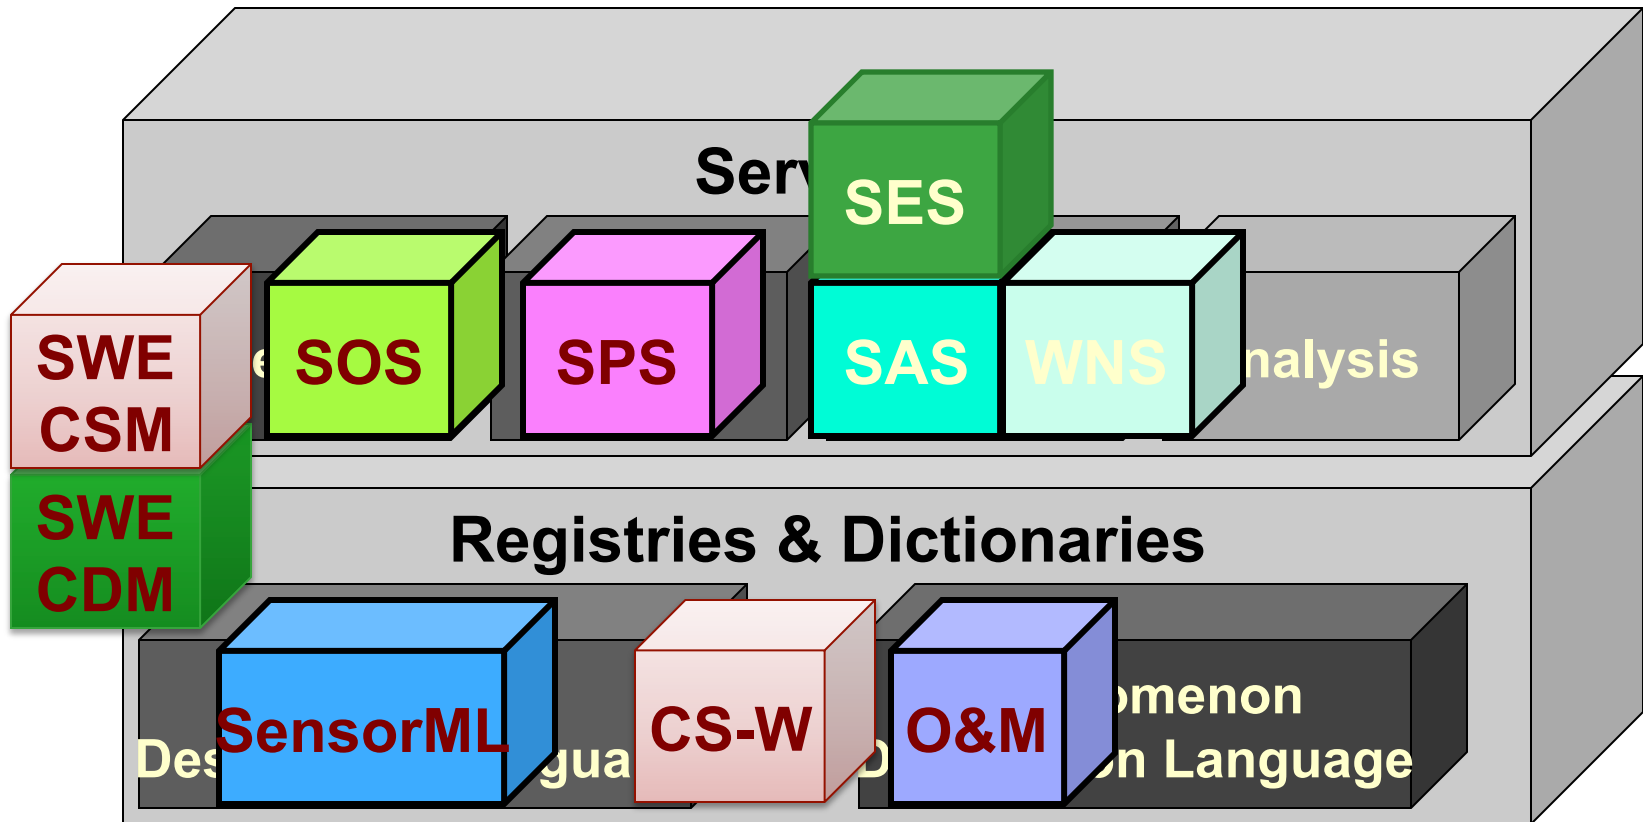 Serv
SES
SWE
CSM
SOS
SPS
SAS
WNS
nalysis
SWE
CDM
Registries & Dictionaries
SensorML
CS-W
O&M
omenon
Des gua
D on Language